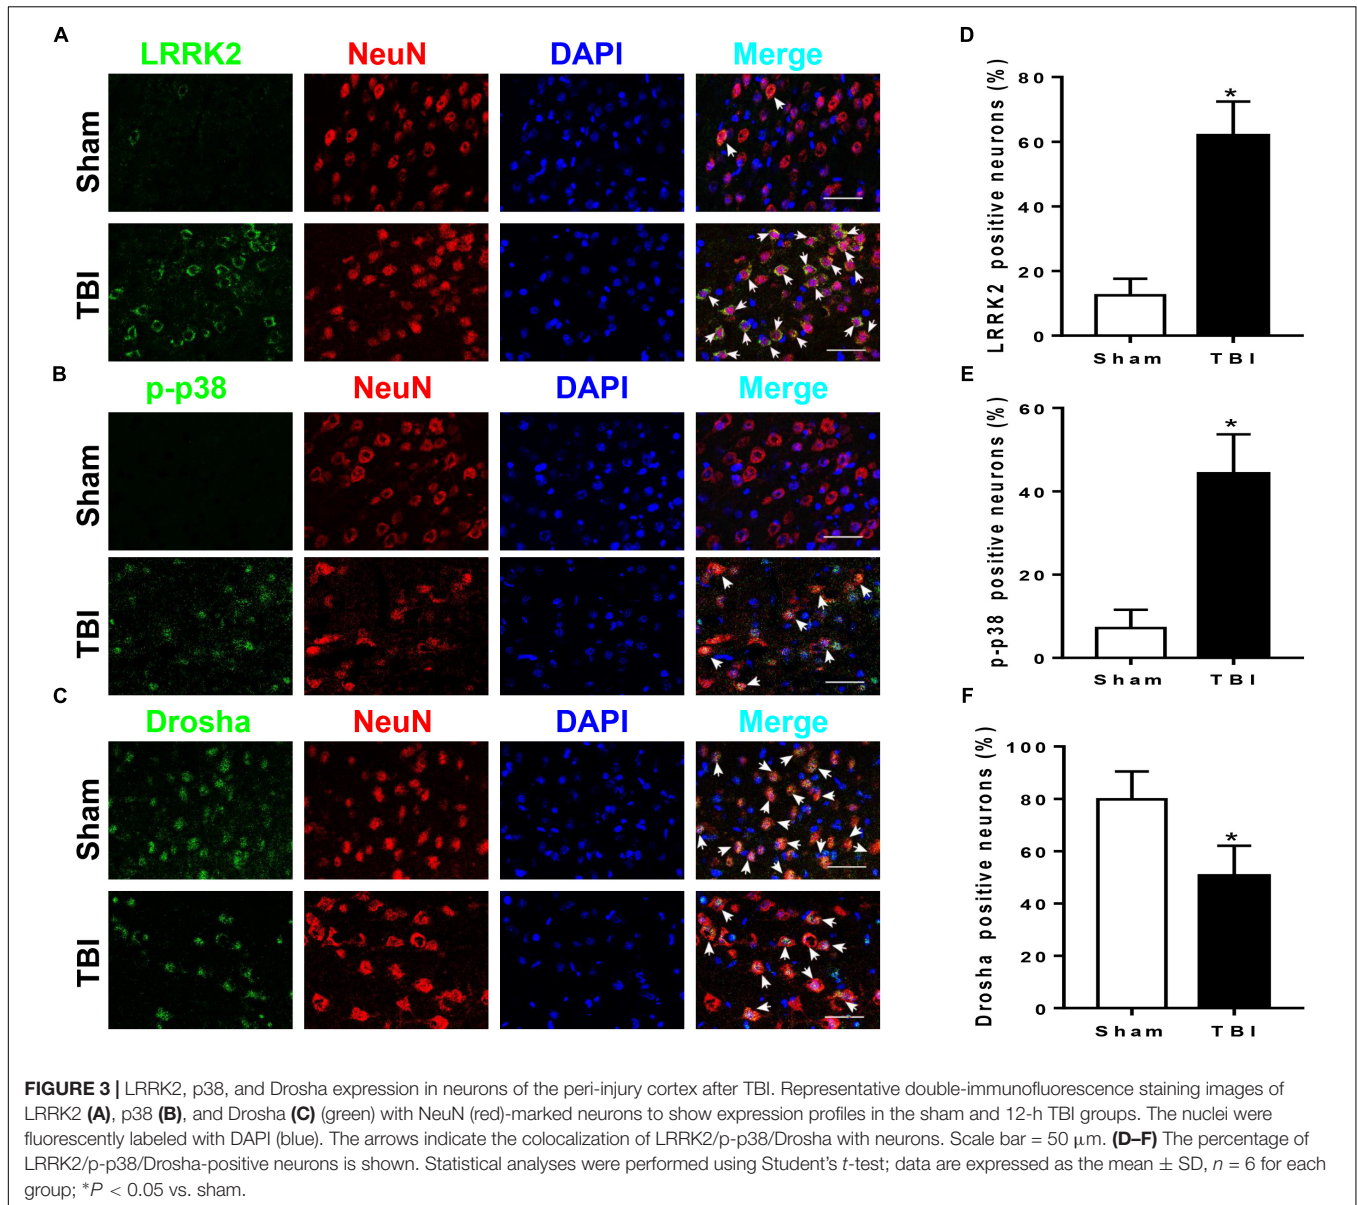 A
LRRK2 NeuN DAPI Merge
Sham
TBI
B
p-p38 NeuN DAPI Merge
Sham
TBI
C
Drosha NeuN DAPI Merge
Sham
TBI
D
LRRK2 positive neurons (%)
80
60
40
20
0
*
Sham TBI
E
p-p38 positive neurons (%)
60
40
20
0
*
Sham TBI
F
Drosha positive neurons (%)
100
80
60
40
20
0
*
Sham TBI
FIGURE 3 | LRRK2, p38, and Drosha expression in neurons of the peri-injury cortex after TBI. Representative double-immunofluorescence staining images of
LRRK2 (A), p38 (B), and Drosha (C) (green) with NeuN (red)-marked neurons to show expression profiles in the sham and 12-h TBI groups. The nuclei were
fluorescently labeled with DAPI (blue). The arrows indicate the colocalization of LRRK2/p-p38/Drosha with neurons. Scale bar = 50 μm. (D–F) The percentage of
LRRK2/p-p38/Drosha-positive neurons is shown. Statistical analyses were performed using Student's t-test; data are expressed as the mean ± SD, n = 6 for each
group; *P < 0.05 vs. sham.